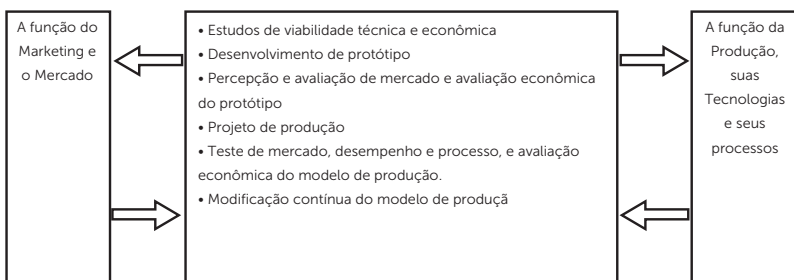 A função do
Marketing e
o Mercado
• Estudos de viabilidade técnica e econômica
• Desenvolvimento de protótipo
• Percepção e avaliação de mercado e avaliação econômica
do protótipo
• Projeto de produção
• Teste de mercado, desempenho e processo, e avaliação
econômica do modelo de produção.
• Modificação contínua do modelo de produçã
A função da
Produção,
suas
Tecnologias
e seus
processos